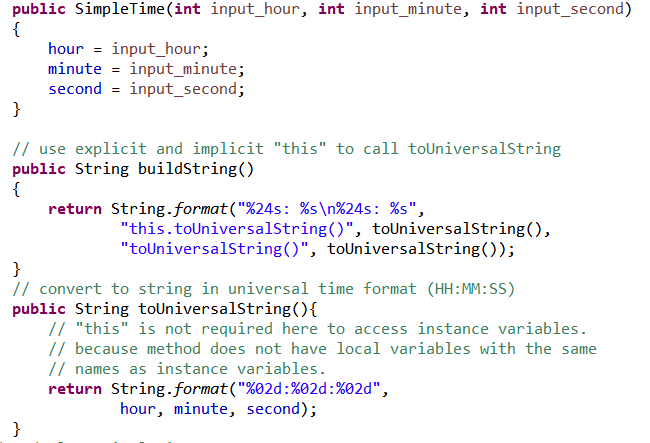 public SimpleTime(int input_hour, int input_minute, int input_second)
{
    hour = input_hour;
    minute = input_minute;
    second = input_second;
}

// use explicit and implicit "this" to call toUniversalString
public String buildString()
{
    return String.format("%24s: %s\n%24s: %s",
            "this.toUniversalString()", toUniversalString(),
            "toUniversalString()", toUniversalString());
}
// convert to string in universal time format (HH:MM:SS)
public String toUniversalString(){
    // "this" is not required here to access instance variables.
    // because method does not have local variables with the same
    // names as instance variables.
    return String.format("%02d:%02d:%02d",
            hour, minute, second);
}